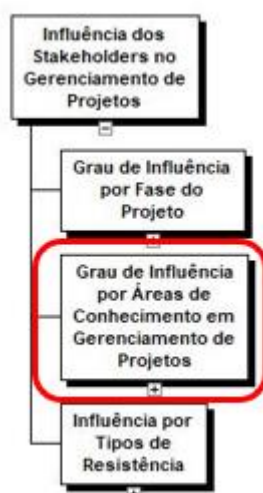 Influência dos
Stakeholders no
Gerenciamento de
Projetos
Grau de Influência
por Fase do
Projeto
Grau de Influência
por Áreas de
Conhecimento em
Gerenciamento de
Projetos
Influência por
Tipos de
Resistência